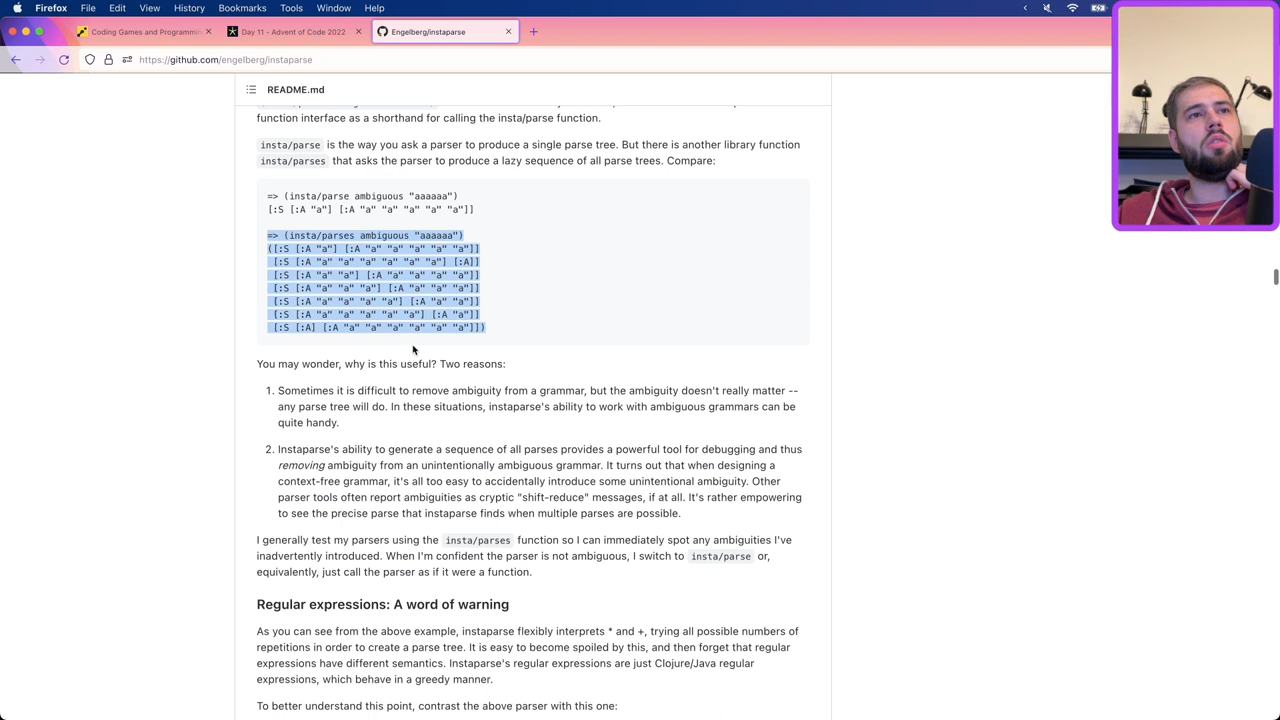 Firefox File Edit View History Bookmarks Tools Window Help
Coding Games and Programmin
Day 11 - Advent of Code 2022
Engelberg/instaparse
https://github.com/engelberg/instaparse
README.md
function interface as a shorthand for calling the insta/parse function.
insta/parse is the way you ask a parser to produce a single parse tree. But there is another library function
insta/parses that asks the parser to produce a lazy sequence of all parse trees. Compare:
=> (insta/parse ambiguous "aaaaaa")
[:S [:A "a"] [:A "a" "a" "a" "a" "a"]]
=> (insta/parses ambiguous "aaaaaa")
([:S [:A "a"] [:A "a" "a" "a" "a" "a"]]
[:S [:A "a" "a" "a" "a" "a" "a"] [:A]]
[:S [:A "a" "a"] [:A "a" "a" "a" "a"]]
[:S [:A "a" "a" "a"] [:A "a" "a" "a"]]
[:S [:A "a" "a" "a" "a"] [:A "a" "a"]]
[:S [:A "a" "a" "a" "a" "a"] [:A "a"]]
[:S [:A] [:A "a" "a" "a" "a" "a" "a"]])
You may wonder, why is this useful? Two reasons:
1. Sometimes it is difficult to remove ambiguity from a grammar, but the ambiguity doesn't really matter --
any parse tree will do. In these situations, instaparse's ability to work with ambiguous grammars can be
quite handy.
2. Instaparse's ability to generate a sequence of all parses provides a powerful tool for debugging and thus
removing ambiguity from an unintentionally ambiguous grammar. It turns out that when designing a
context-free grammar, it's all too easy to accidentally introduce some unintentional ambiguity. Other
parser tools often report ambiguities as cryptic "shift-reduce" messages, if at all. It's rather empowering
to see the precise parse that instaparse finds when multiple parses are possible.
I generally test my parsers using the insta/parses function so I can immediately spot any ambiguities I've
inadvertently introduced. When I'm confident the parser is not ambiguous, I switch to insta/parse or,
equivalently, just call the parser as if it were a function.
Regular expressions: A word of warning
As you can see from the above example, instaparse flexibly interprets * and +, trying all possible numbers of
repetitions in order to create a parse tree. It is easy to become spoiled by this, and then forget that regular
expressions have different semantics. Instaparse's regular expressions are just Clojure/Java regular
expressions, which behave in a greedy manner.
To better understand this point, contrast the above parser with this one: